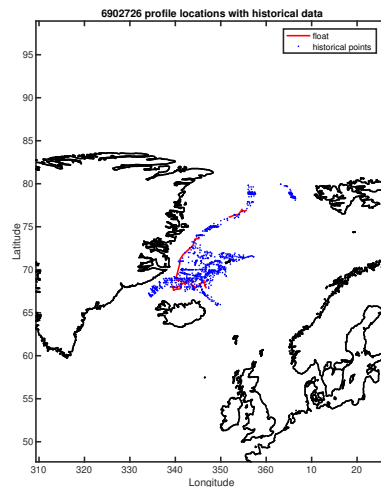 6902726 profile locations with historical data
float
historical points
95
90
85
80
75
70
65
60
55
50
Latitude
310 320 330 340 350 360 10 20
Longitude